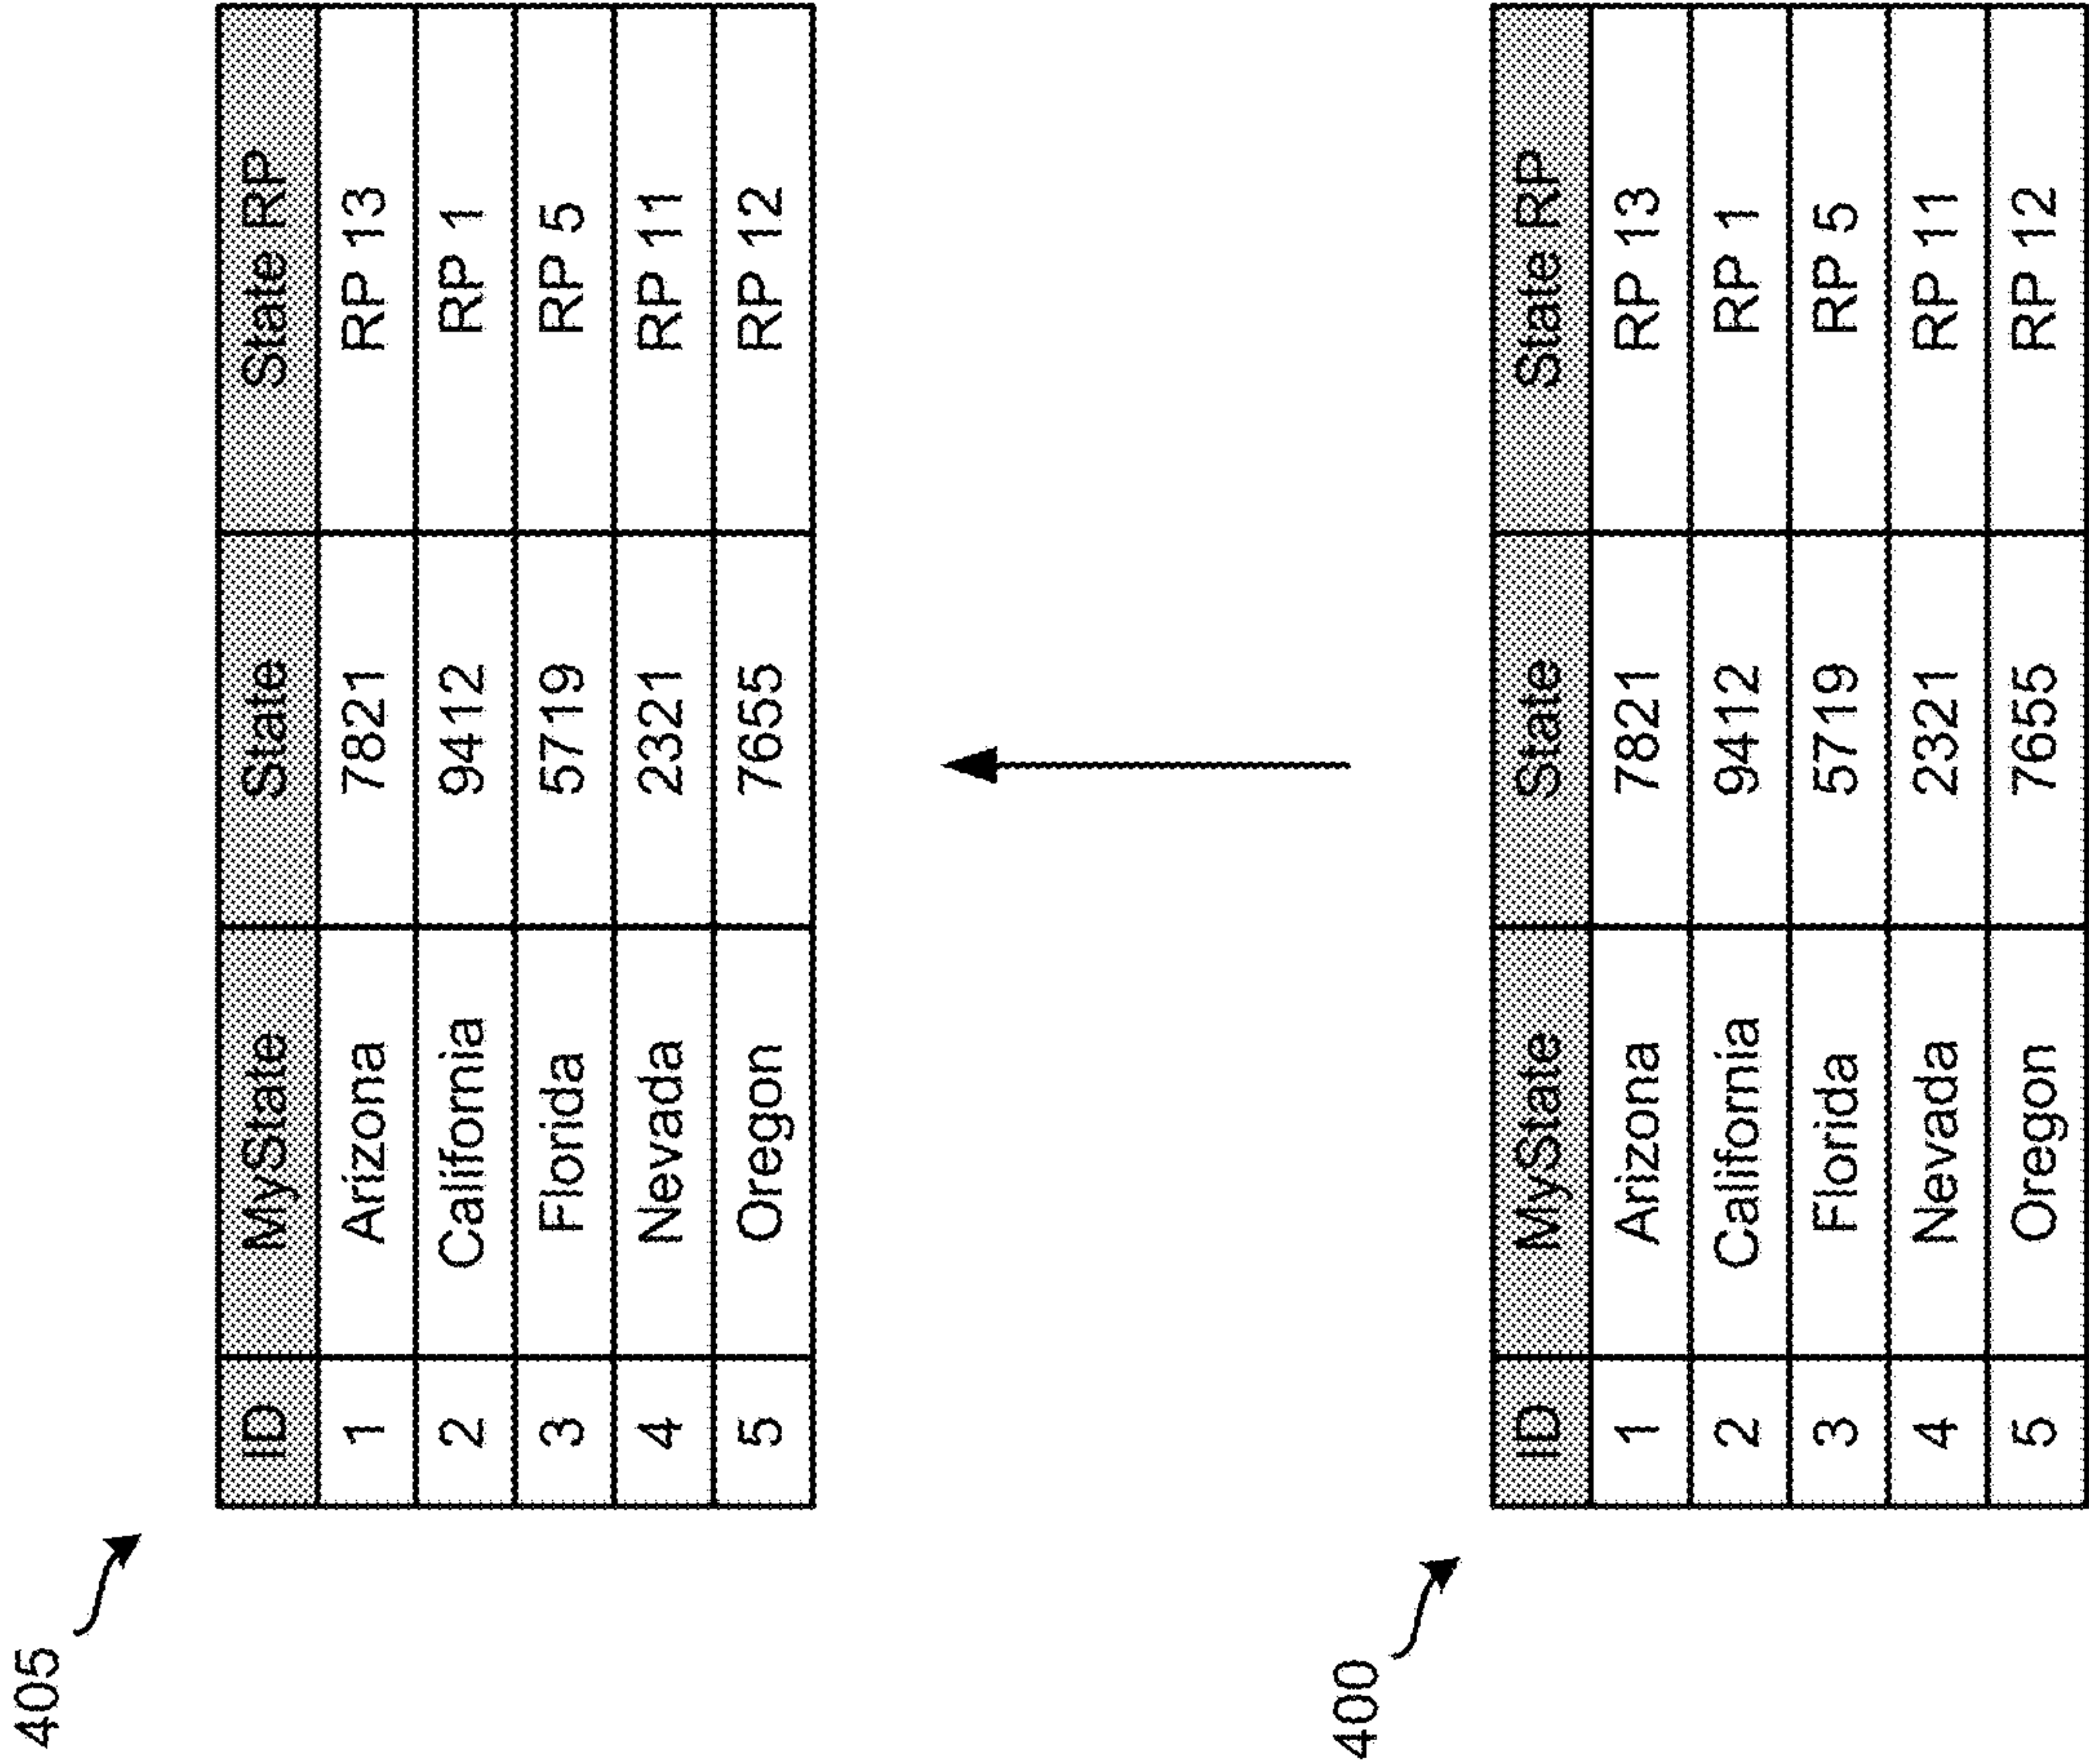 405
ID MyState State State RP
1 Arizona 7821 RP 13
2 California 9412 RP 1
3 Florida 5719 RP 5
4 Nevada 2321 RP 11
5 Oregon 7655 RP 12
400
ID MyState State State RP
1 Arizona 7821 RP 13
2 California 9412 RP 1
3 Florida 5719 RP 5
4 Nevada 2321 RP 11
5 Oregon 7655 RP 12